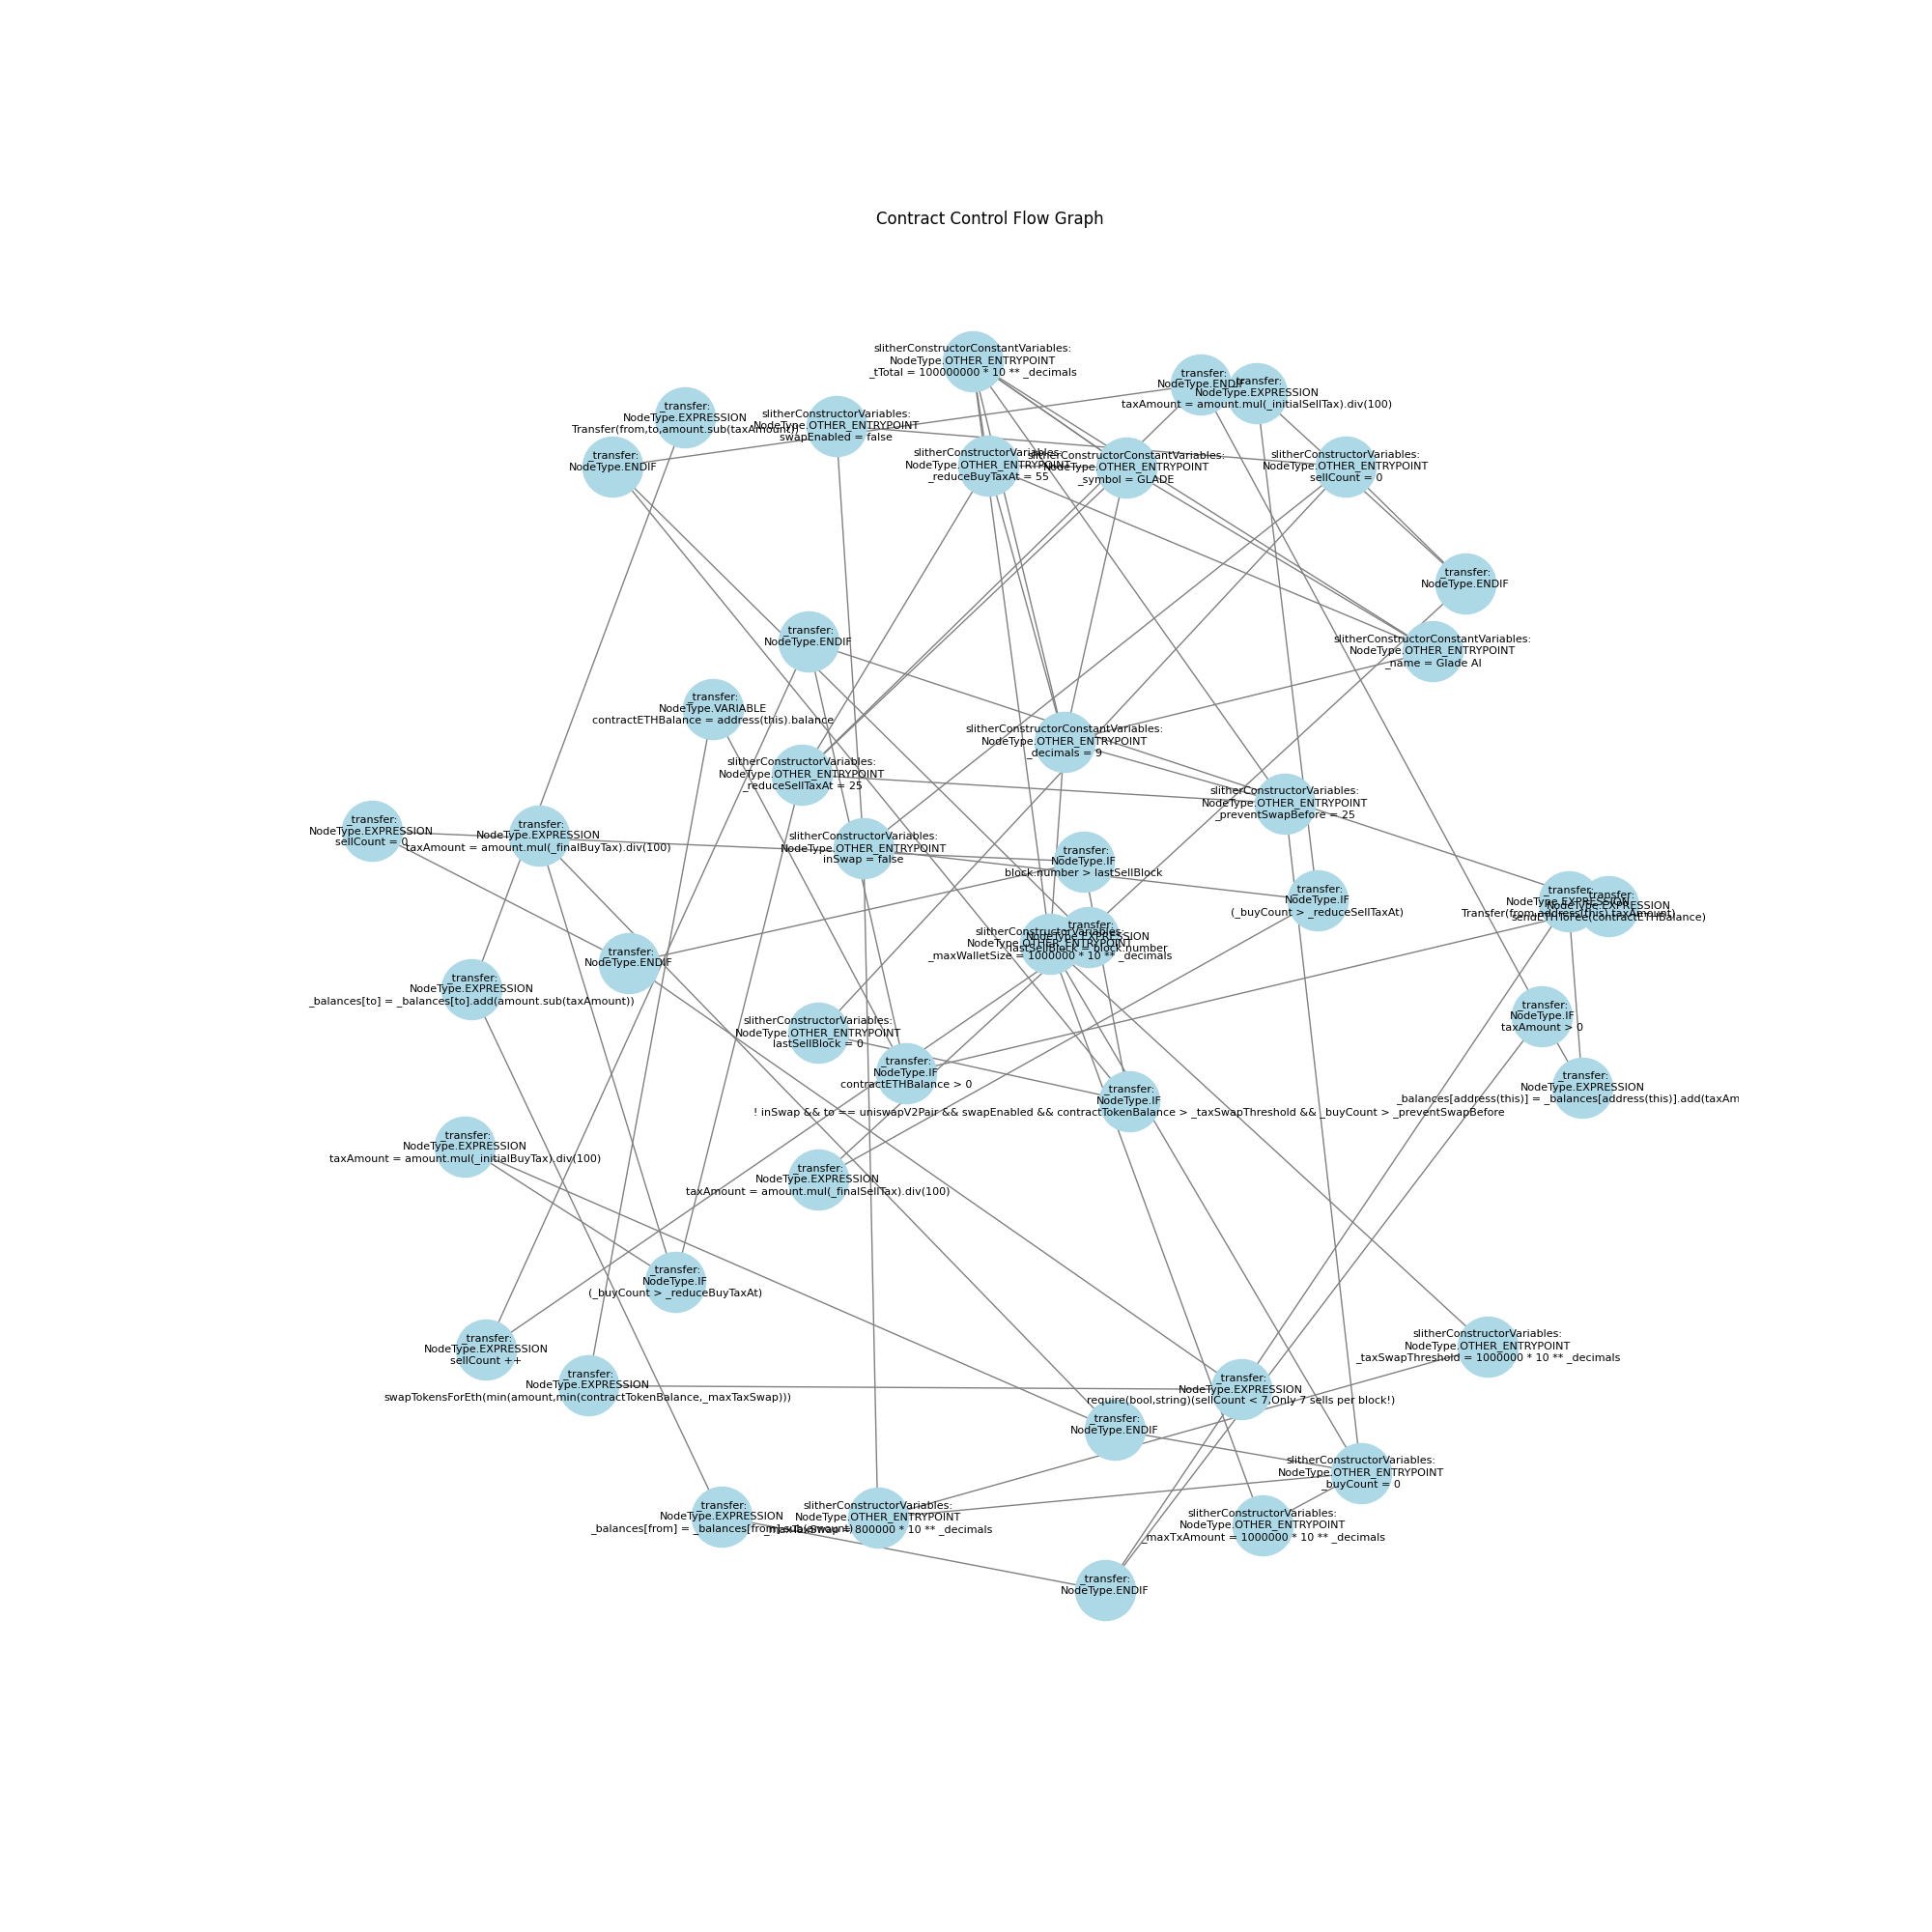 Contract Control Flow Graph
slitherConstructorConstantVariables:
NodeType.OTHER_ENTRYPOINT
_tTotal = 100000000 * 10 ** _decimals
_transfer:
NodeType.ENDIF
_transfer:
NodeType.EXPRESSION
taxAmount = amount.mul(_initialSellTax).div(100)
_transfer:
NodeType.EXPRESSION
Transfer(from,to,amount.sub(taxAmount))
slitherConstructorVariables:
NodeType.OTHER_ENTRYPOINT
swapEnabled = false
_transfer:
NodeType.ENDIF
slitherConstructorVariables:
NodeType.OTHER_ENTRYPOINT
_reduceBuyTaxAt = 55
slitherConstructorConstantVariables:
NodeType.OTHER_ENTRYPOINT
_symbol = GLADE
slitherConstructorVariables:
NodeType.OTHER_ENTRYPOINT
sellCount = 0
_transfer:
NodeType.ENDIF
_transfer:
NodeType.ENDIF
slitherConstructorConstantVariables:
NodeType.OTHER_ENTRYPOINT
_name = Glade AI
_transfer:
NodeType.VARIABLE
contractETHBalance = address(this).balance
slitherConstructorConstantVariables:
NodeType.OTHER_ENTRYPOINT
_decimals = 9
slitherConstructorVariables:
NodeType.OTHER_ENTRYPOINT
_reduceSellTaxAt = 25
slitherConstructorVariables:
NodeType.OTHER_ENTRYPOINT
_preventSwapBefore = 25
_transfer:
NodeType.EXPRESSION
sellCount = 0
_transfer:
NodeType.EXPRESSION
taxAmount = amount.mul(_finalBuyTax).div(100)
slitherConstructorVariables:
NodeType.OTHER_ENTRYPOINT
inSwap = false
_transfer:
NodeType.IF
block.number > lastSellBlock
_transfer:
NodeType.IF
(_buyCount > _reduceSellTaxAt)
_transfer:
NodeType.EXPRESSION
Transfer(from,address(this),taxAmount)
_transfer:
NodeType.EXPRESSION
sendETHToFee(contractETHBalance)
_transfer:
NodeType.EXPRESSION
lastSellBlock = block.number
slitherConstructorVariables:
NodeType.OTHER_ENTRYPOINT
_maxWalletSize = 1000000 * 10 ** _decimals
_transfer:
NodeType.ENDIF
_transfer:
NodeType.EXPRESSION
_balances[to] = _balances[to].add(amount.sub(taxAmount))
_transfer:
NodeType.IF
taxAmount > 0
slitherConstructorVariables:
NodeType.OTHER_ENTRYPOINT
lastSellBlock = 0
_transfer:
NodeType.IF
contractETHBalance > 0
_transfer:
NodeType.EXPRESSION
_balances[address(this)] = _balances[address(this)].add(taxAm
_transfer:
NodeType.IF
! inSwap && to == uniswapV2Pair && swapEnabled && contractTokenBalance > _taxSwapThreshold && _buyCount > _preventSwapBefore
_transfer:
NodeType.EXPRESSION
taxAmount = amount.mul(_initialBuyTax).div(100)
_transfer:
NodeType.EXPRESSION
taxAmount = amount.mul(_finalSellTax).div(100)
_transfer:
NodeType.IF
(_buyCount > _reduceBuyTaxAt)
_transfer:
NodeType.EXPRESSION
sellCount ++
slitherConstructorVariables:
NodeType.OTHER_ENTRYPOINT
_taxSwapThreshold = 1000000 * 10 ** _decimals
_transfer:
NodeType.EXPRESSION
swapTokensForEth(min(amount,min(contractTokenBalance,_maxTaxSwap)))
_transfer:
NodeType.EXPRESSION
require(bool,string)(sellCount < 7,Only 7 sells per block!)
_transfer:
NodeType.ENDIF
slitherConstructorVariables:
NodeType.OTHER_ENTRYPOINT
_buyCount = 0
_transfer:
NodeType.EXPRESSION
_balances[from] = _balances[from].sub(amount)
slitherConstructorVariables:
NodeType.OTHER_ENTRYPOINT
_maxTaxSwap = 800000 * 10 ** _decimals
slitherConstructorVariables:
NodeType.OTHER_ENTRYPOINT
_maxTxAmount = 1000000 * 10 ** _decimals
_transfer:
NodeType.ENDIF